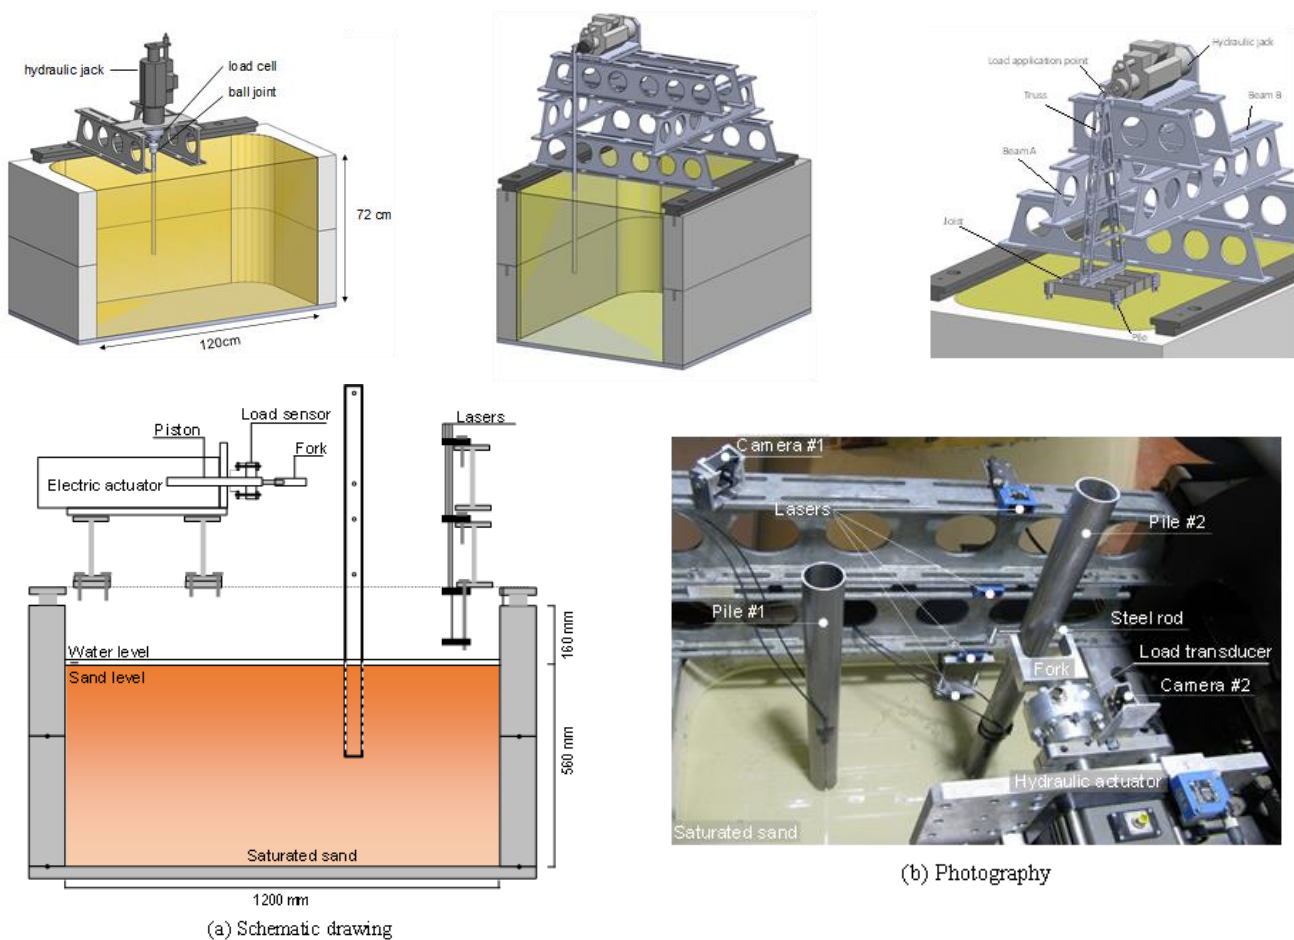 hydraulic jack
load cell
ball joint
72 cm
120cm
Hydraulic jack
Load application point
Truss
Beam B
Beam A
Joist
Pile
Load sensor
Piston
Fork
Lasers
Electric actuator
Water level
Sand level
160 mm
560 mm
Saturated sand
1200 mm
(a) Schematic drawing
Camera #1
Lasers
Pile #2
Pile #1
Steel rod
Fork
Load transducer
Camera #2
Hydraulic actuator
Saturated sand
(b) Photography